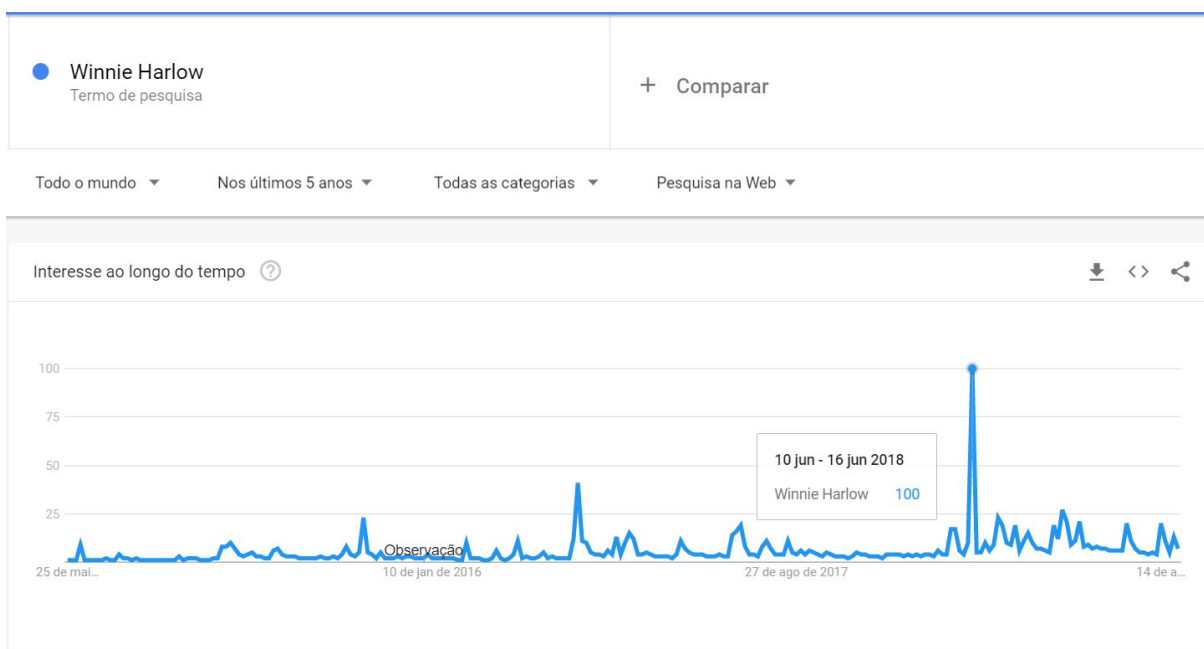 Winnie Harlow
Termo de pesquisa
+ Comparar
Todo o mundo
Nos últimos 5 anos
Todas as categorias
Pesquisa na Web
Interesse ao longo do tempo ?
100
75
50
25
10 jun - 16 jun 2018
Winnie Harlow 100
Observação
25 de mai...
10 de jan de 2016
27 de ago de 2017
14 de a...